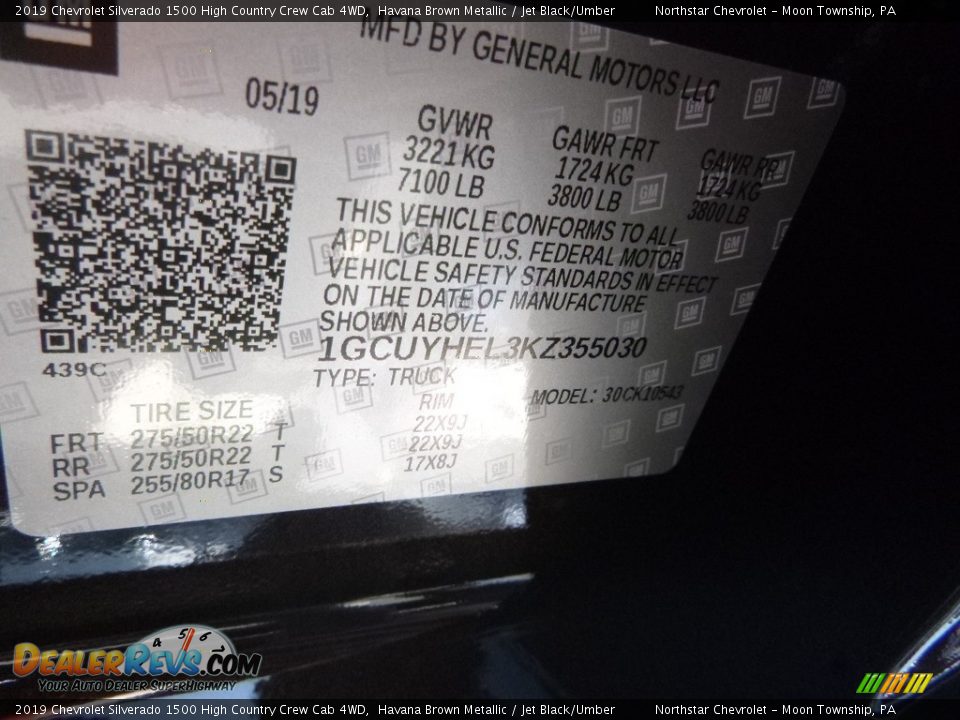 2019 Chevrolet Silverado 1500 High Country Crew Cab 4WD, Havana Brown Metallic / Jet Black/Umber Northstar Chevrolet - Moon Township, PA
GM
MFD BY GENERAL MOTORS LLC
05/19
GVWR GAWR FRT GAWR RR
3221 KG 1724 KG 1724 KG
7100 LB 3800 LB 3800 LB
THIS VEHICLE CONFORMS TO ALL
APPLICABLE U.S. FEDERAL MOTOR
VEHICLE SAFETY STANDARDS IN EFFECT
ON THE DATE OF MANUFACTURE
SHOWN ABOVE.
1GCUYHEL3KZ355030
439C
TYPE: TRUCK MODEL: 30CK10543
TIRE SIZE RIM
FRT 275/50R22 T 22X9J
RR 275/50R22 T 22X9J
SPA 255/80R17 S 17X8J
4 5 6
DEALERREVS.COM
YOUR AUTO DEALER SUPERHIGHWAY
2019 Chevrolet Silverado 1500 High Country Crew Cab 4WD, Havana Brown Metallic / Jet Black/Umber Northstar Chevrolet - Moon Township, PA